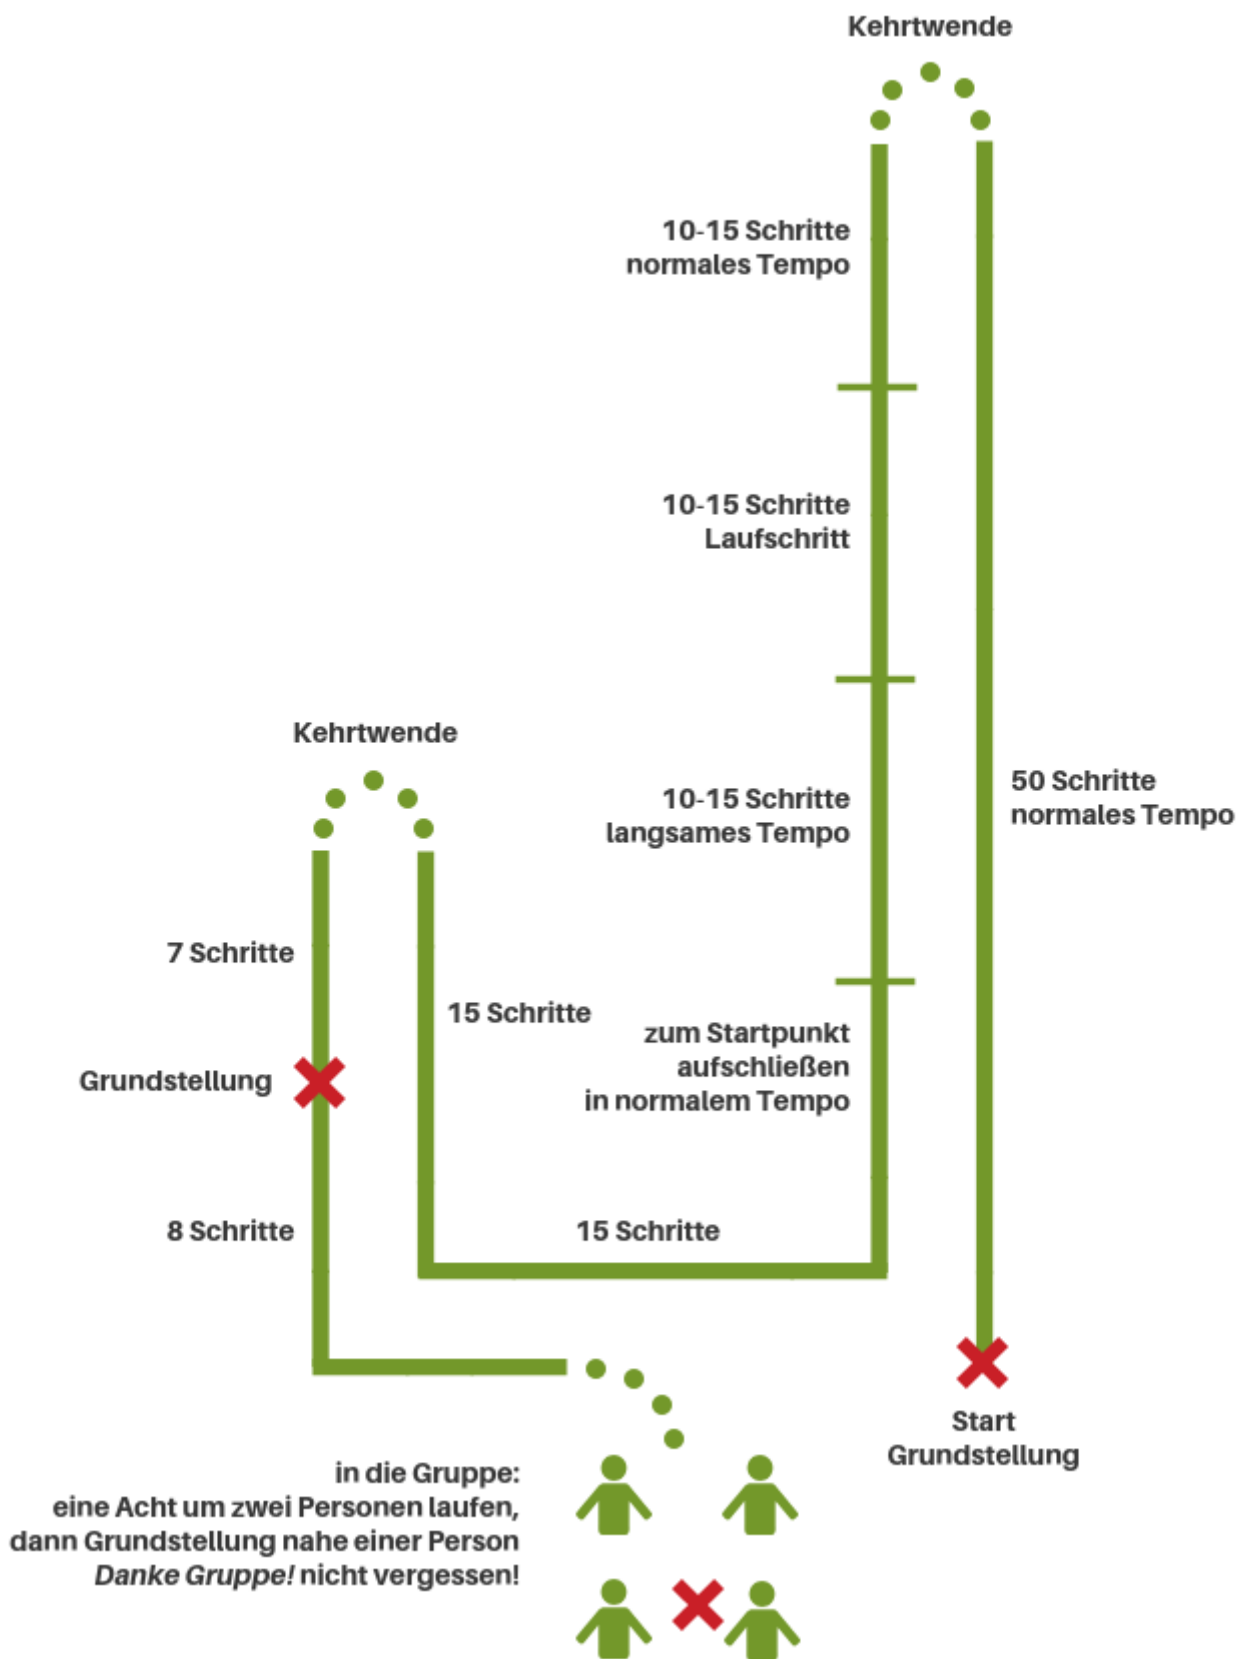 Kehrtwende
10-15 Schritte
normales Tempo
10-15 Schritte
Laufschritt
Kehrtwende
10-15 Schritte
langsames Tempo
50 Schritte
normales Tempo
7 Schritte
15 Schritte
zum Startpunkt
aufschließen
in normalem Tempo
Grundstellung
8 Schritte
15 Schritte
Start
Grundstellung
in die Gruppe:
eine Acht um zwei Personen laufen,
dann Grundstellung nahe einer Person
Danke Gruppe! nicht vergessen!